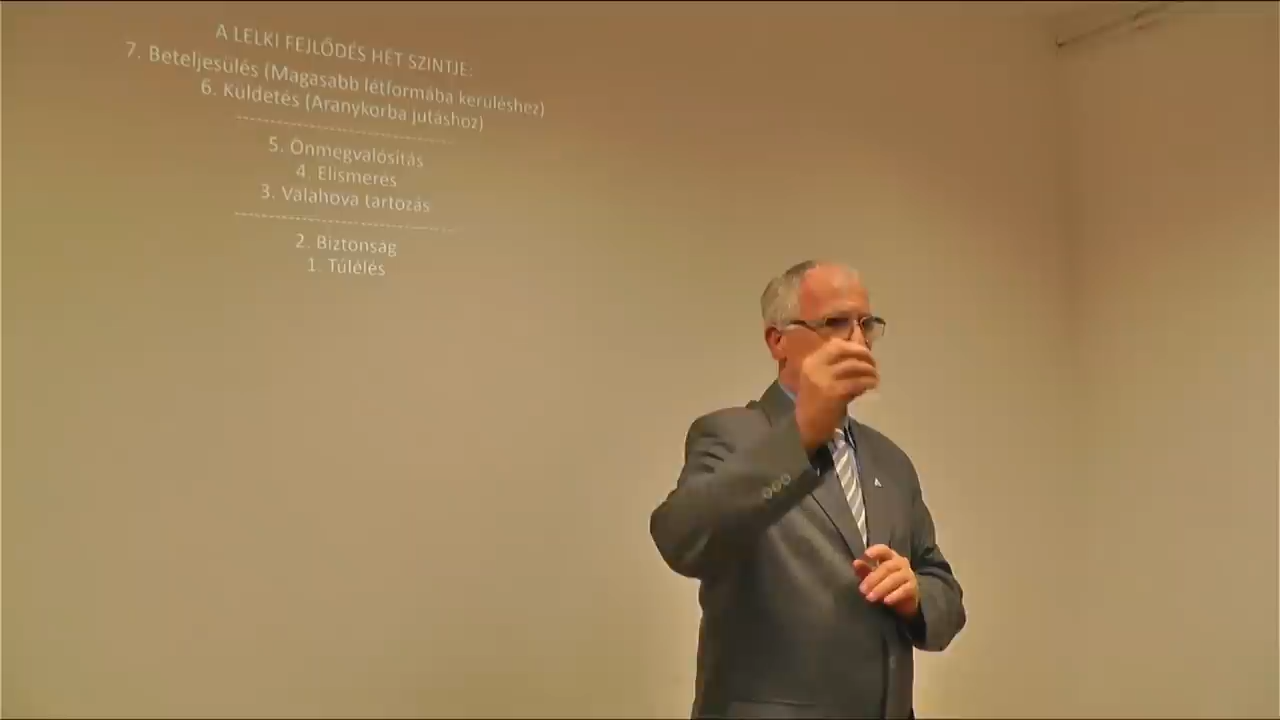 A LELKI FEJLŐDÉS HÉT SZINTJE:
7. Beteljesülés (Magasabb létformába kerüléshez)
6. Küldetés (Aranykorba jutáshoz)
-----------------------------------
5. Önmegvalósítás
4. Elismerés
3. Valahova tartozás
-----------------------------------
2. Biztonság
1. Túlélés